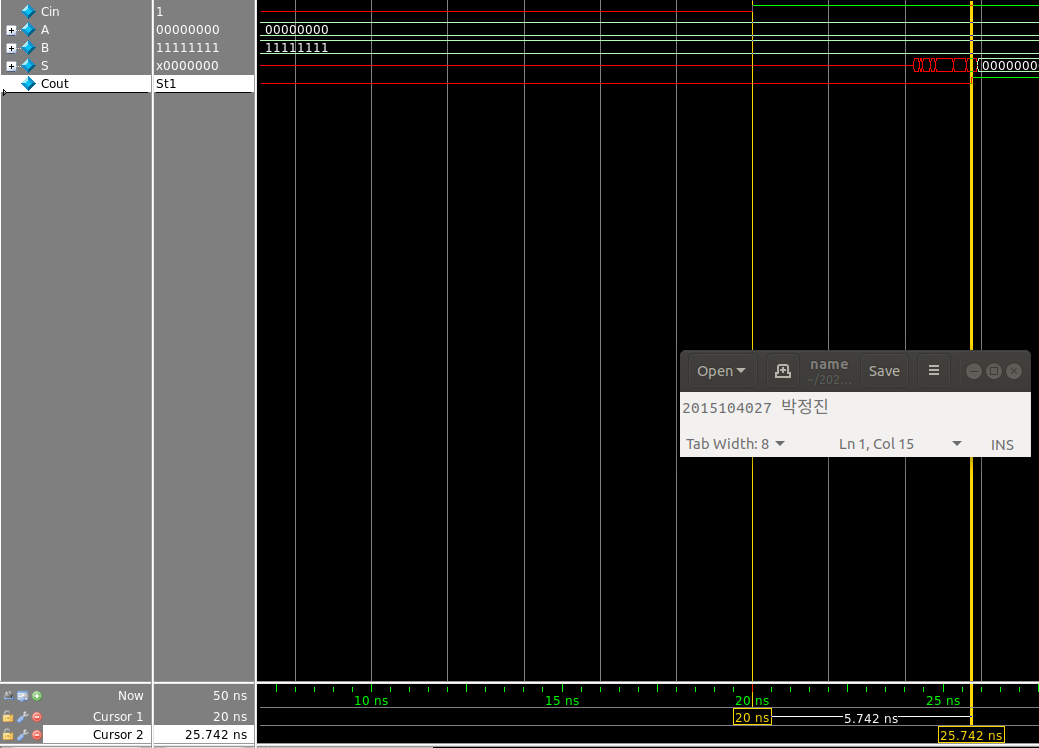 Cin 1
A 00000000 00000000
B 11111111 11111111
S x0000000 0000000
Cout St1
Open name Save
~/202...
2015104027 박정진
Tab Width: 8 Ln 1, Col 15 INS
Now 50 ns 10 ns 15 ns 20 ns 25 ns
Cursor 1 20 ns 20 ns 5.742 ns
Cursor 2 25.742 ns 25.742 ns